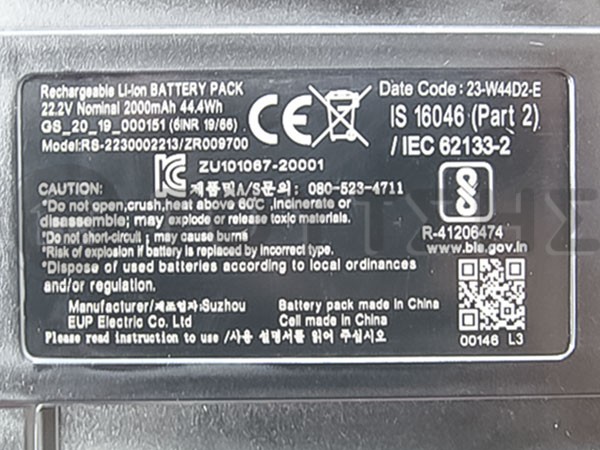 Rechargeable Li-Ion BATTERY PACK
22.2V Nominal 2000mAh 44.4Wh
GS_20_19_000151 (6INR 19/66)
Model:RS-2230002213/ZR009700
Date Code : 23-W44D2-E
IS 16046 (Part 2)
/ IEC 62133-2
ZU101067-20001
제품및A/S문의: 080-523-4711
CAUTION:
*Do not open,crush,heat above 60℃ ,incinerate or
disassemble; may explode or release toxic materials.
*Do not short-circuit ; may cause burns
*Risk of explosion if battery is replaced by incorrect type.
*Dispose of used batteries according to local ordinances
and/or regulation.
R-41206474
www.bis.gov.in
Manufacturer/제조업자:Suzhou
EUP Electric Co. Ltd
Battery pack made in China
Cell made in China
Please read instruction to use /사용 설명서를 읽어 주십시오
00146 L3